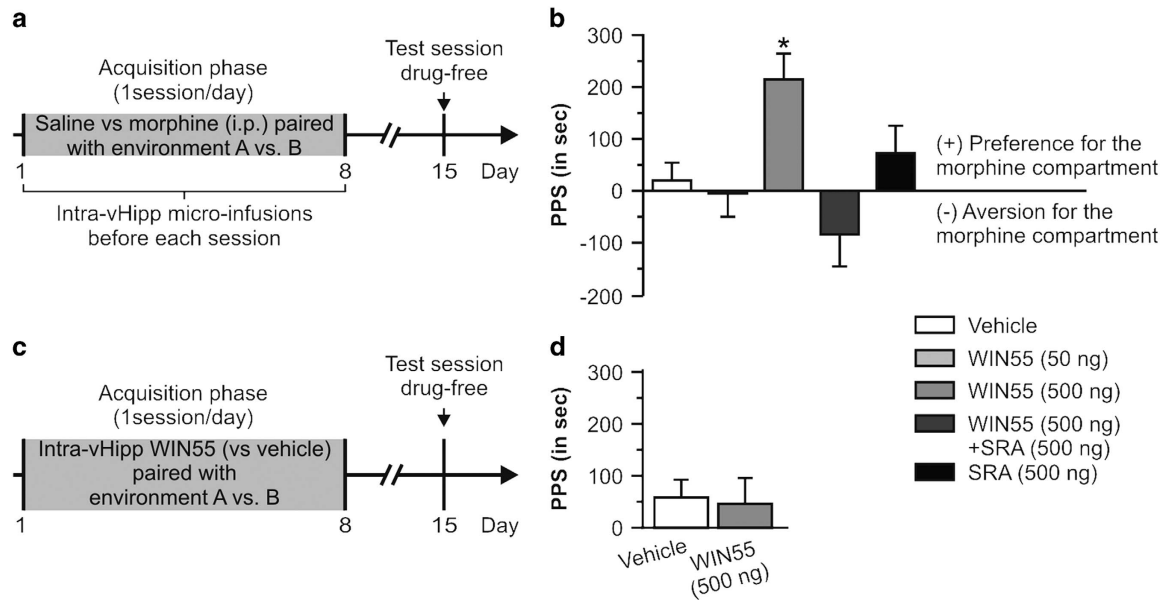 a
Acquisition phase
(1session/day)
Test session
drug-free
Saline vs morphine (i.p.) paired
with environment A vs. B
1
8
15
Day
Intra-vHipp micro-infusions
before each session
b
PPS (in sec)
300
200
100
0
-100
-200
*
(+) Preference for the
morphine compartment
(-) Aversion for the
morphine compartment
c
Acquisition phase
(1session/day)
Test session
drug-free
Intra-vHipp WIN55 (vs vehicle)
paired with
environment A vs. B
1
8
15
Day
d
PPS (in sec)
300
200
100
0
Vehicle
WIN55
(500 ng)
Vehicle
WIN55 (50 ng)
WIN55 (500 ng)
WIN55 (500 ng)
+SRA (500 ng)
SRA (500 ng)